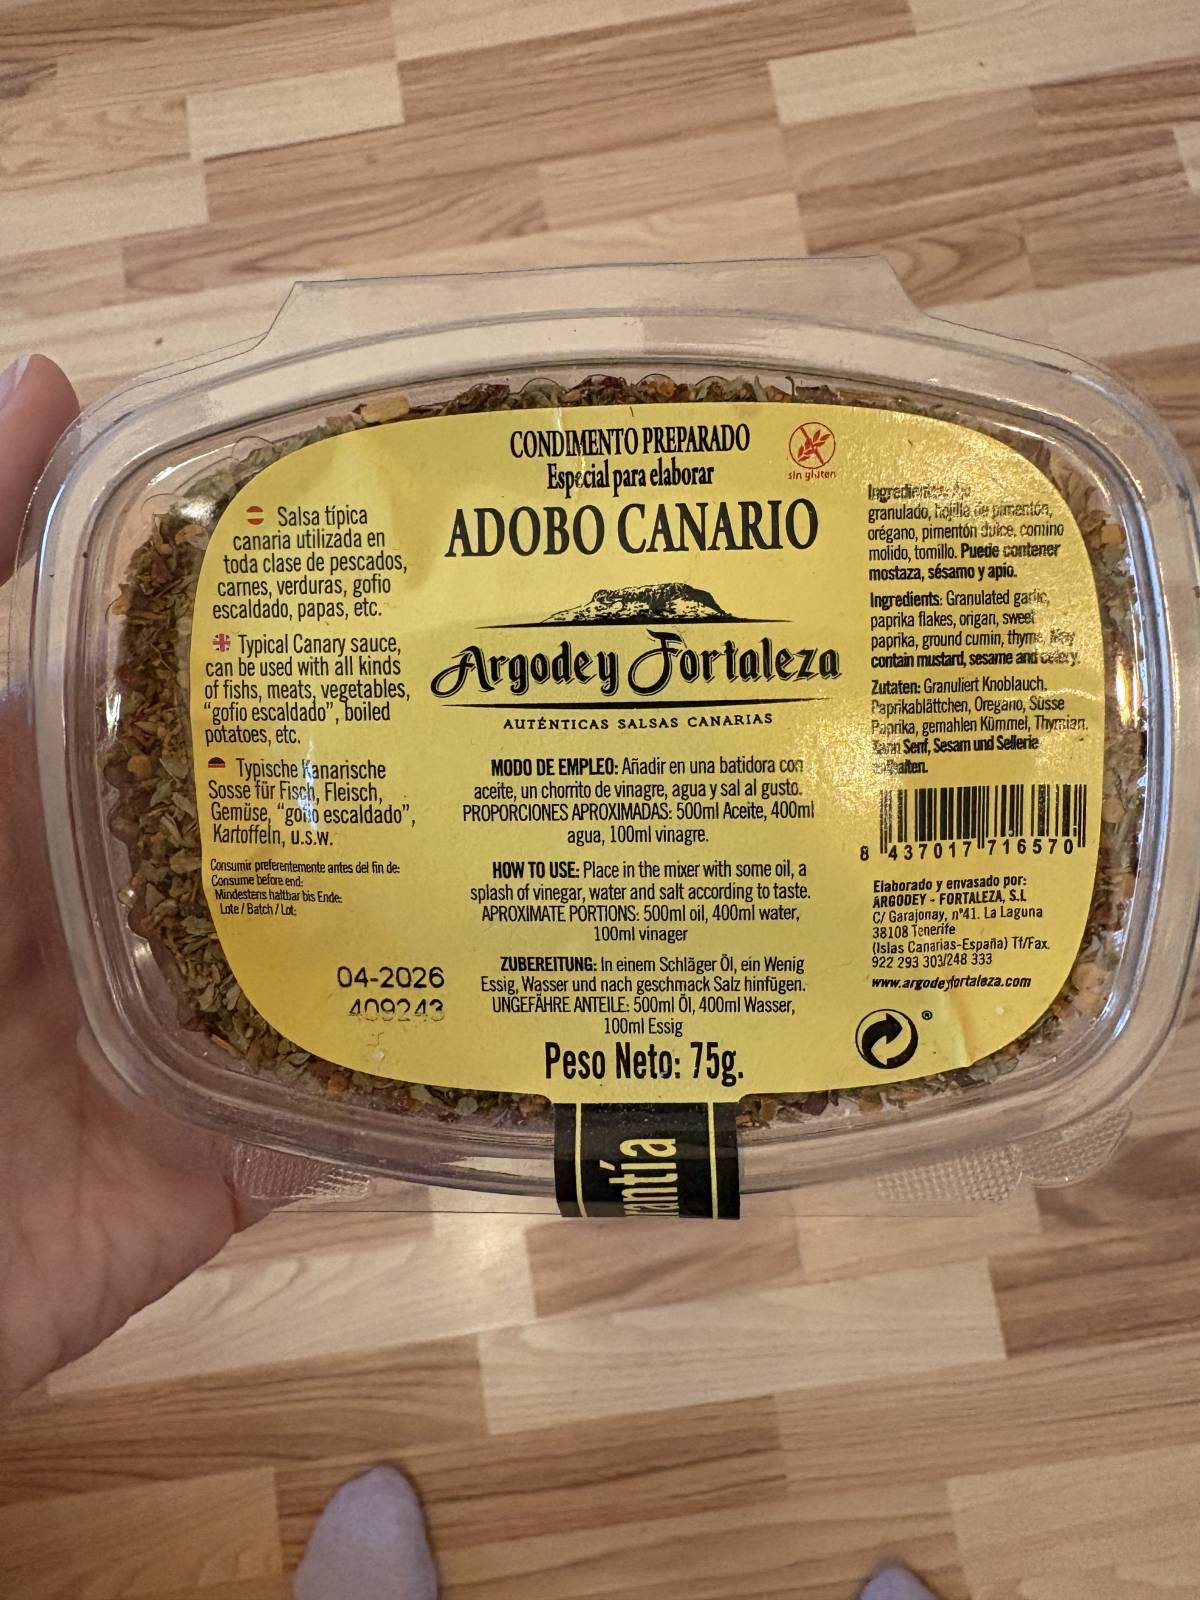 CONDIMENTO PREPARADO
Especial para elaborar
ADOBO CANARIO
sin gluten
Argodey Fortaleza
AUTÉNTICAS SALSAS CANARIAS
Salsa típica
canaria utilizada en
toda clase de pescados,
carnes, verduras, gofio
escaldado, papas, etc.
Typical Canary sauce,
can be used with all kinds
of fishs, meats, vegetables,
"gofio escaldado", boiled
potatoes, etc.
Typische Kanarische
Sosse für Fisch, Fleisch,
Gemüse, "gofio escaldado",
Kartoffeln, u.s.w.
Consumir preferentemente antes del fin de:
Consume before end:
Mindestens haltbar bis Ende:
Lote / Batch / Lot:
04-2026
409243
MODO DE EMPLEO: Añadir en una batidora con
aceite, un chorrito de vinagre, agua y sal al gusto.
PROPORCIONES APROXIMADAS: 500ml Aceite, 400ml
agua, 100ml vinagre.
HOW TO USE: Place in the mixer with some oil, a
splash of vinegar, water and salt according to taste.
APROXIMATE PORTIONS: 500ml oil, 400ml water,
100ml vinager
ZUBEREITUNG: In einem Schläger Öl, ein Wenig
Essig, Wasser und nach geschmack Salz hinfügen.
UNGEFÄHRE ANTEILE: 500ml Öl, 400ml Wasser,
100ml Essig
Peso Neto: 75g.
Ingredientes: Ajo
granulado, hojilla de pimentón,
orégano, pimentón dulce, comino
molido, tomillo. Puede contener
mostaza, sésamo y apio.
Ingredients: Granulated garlic,
paprika flakes, origan, sweet
paprika, ground cumin, thyme. May
contain mustard, sesame and celery.
Zutaten: Granuliert Knoblauch,
Paprikablättchen, Oregano, Süsse
Paprika, gemahlen Kümmel, Thymian.
Kann Senf, Sesam und Sellerie
enthalten.
8 437017 716570
Elaborado y envasado por:
ARGODEY - FORTALEZA, S.L
C/ Garajonay, nº41. La Laguna
38108 Tenerife
(Islas Canarias-España) Tf/Fax.
922 293 303/248 333
www.argodeyfortaleza.com
®